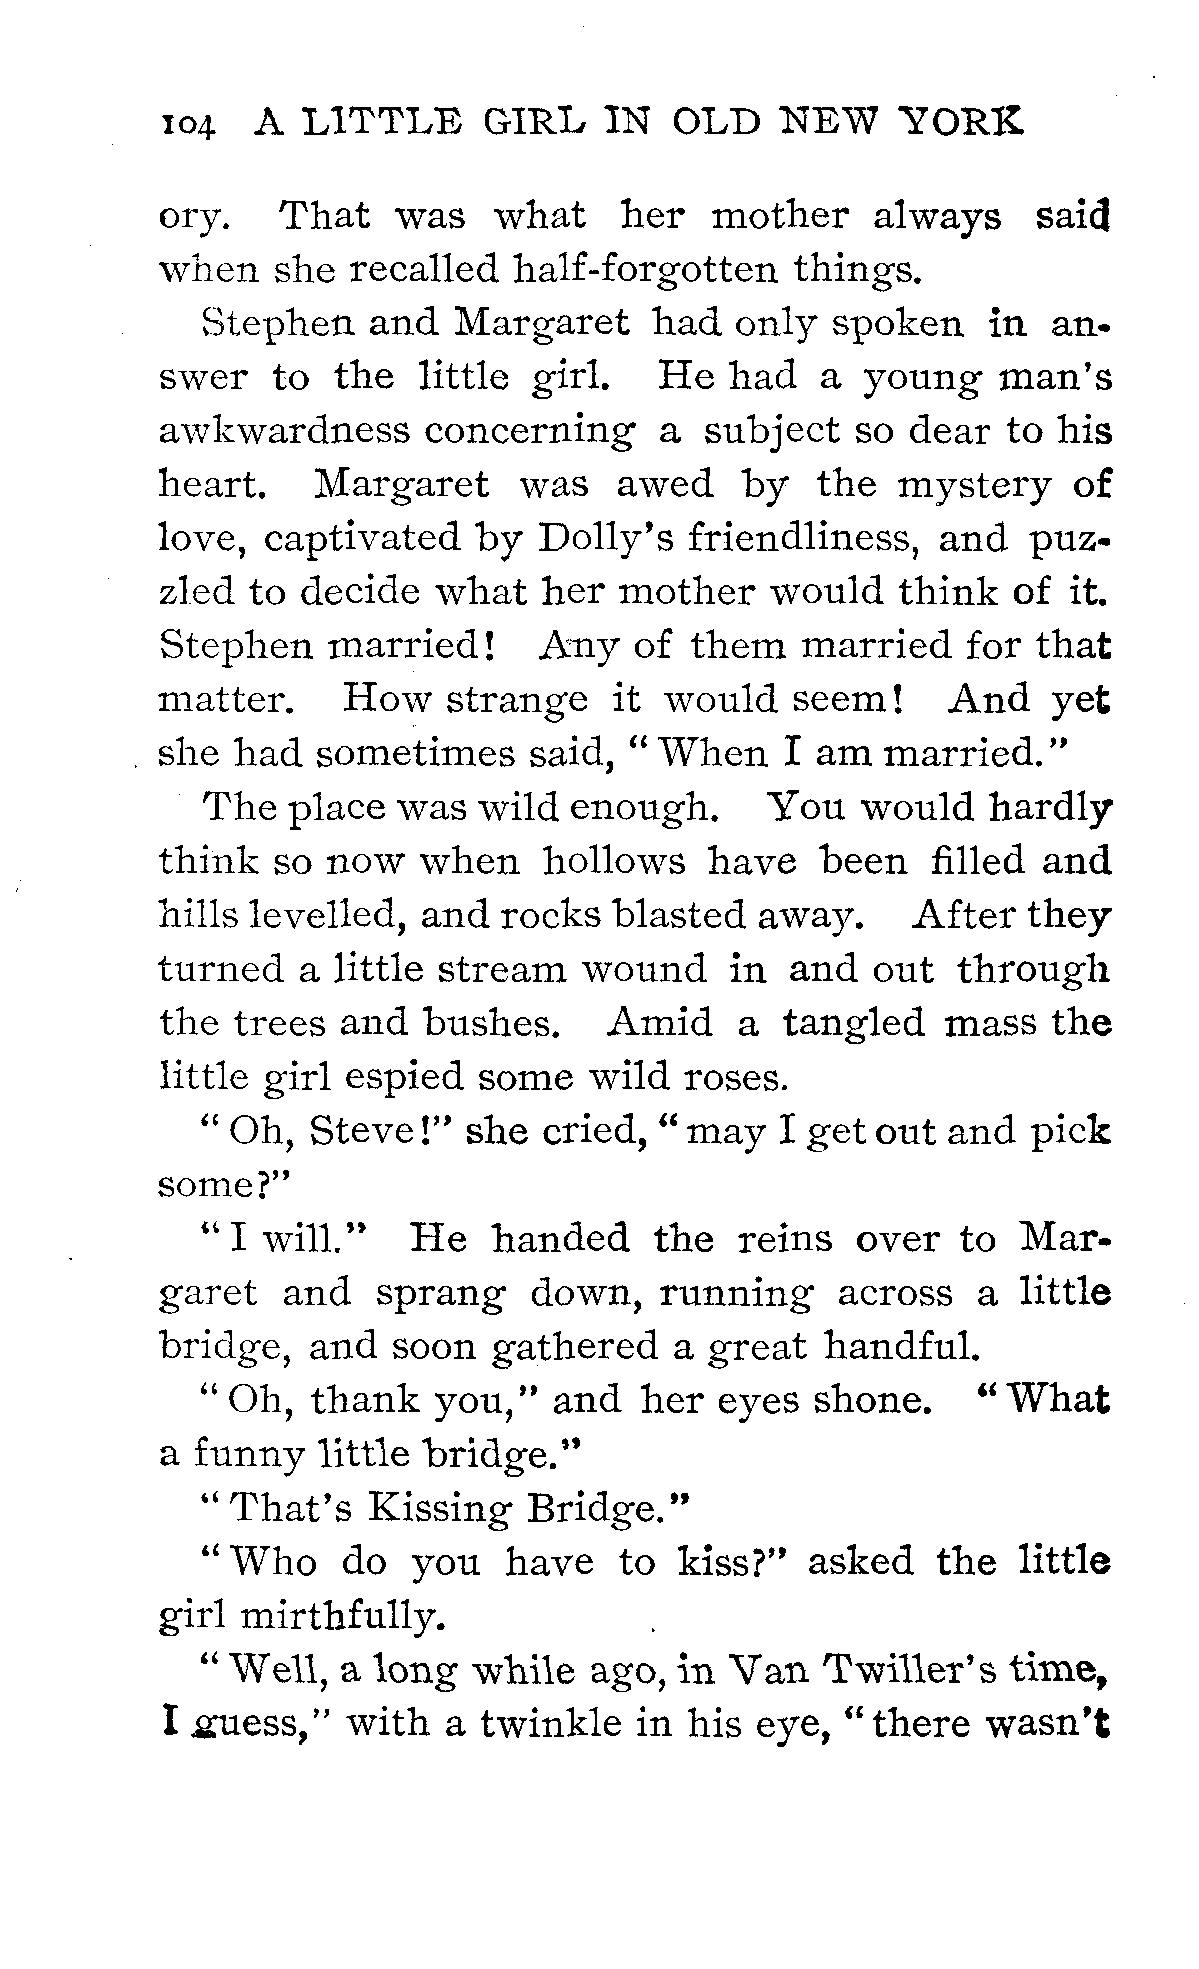 104 A LITTLE GIRL IN OLD NEW YORK
ory. That was what her mother always said
when she recalled half-forgotten things.
Stephen and Margaret had only spoken in an-
swer to the little girl. He had a young man's
awkwardness concerning a subject so dear to his
heart. Margaret was awed by the mystery of
love, captivated by Dolly's friendliness, and puz-
zled to decide what her mother would think of it.
Stephen married! Any of them married for that
matter. How strange it would seem! And yet
she had sometimes said, " When I am married."
The place was wild enough. You would hardly
think so now when hollows have been filled and
hills levelled, and rocks blasted away. After they
turned a little stream wound in and out through
the trees and bushes. Amid a tangled mass the
little girl espied some wild roses.
" Oh, Steve!" she cried, " may I get out and pick
some?"
" I will." He handed the reins over to Mar-
garet and sprang down, running across a little
bridge, and soon gathered a great handful.
" Oh, thank you," and her eyes shone. " What
a funny little bridge."
" That's Kissing Bridge."
" Who do you have to kiss?" asked the little
girl mirthfully.
" Well, a long while ago, in Van Twiller's time,
I guess," with a twinkle in his eye, " there wasn't